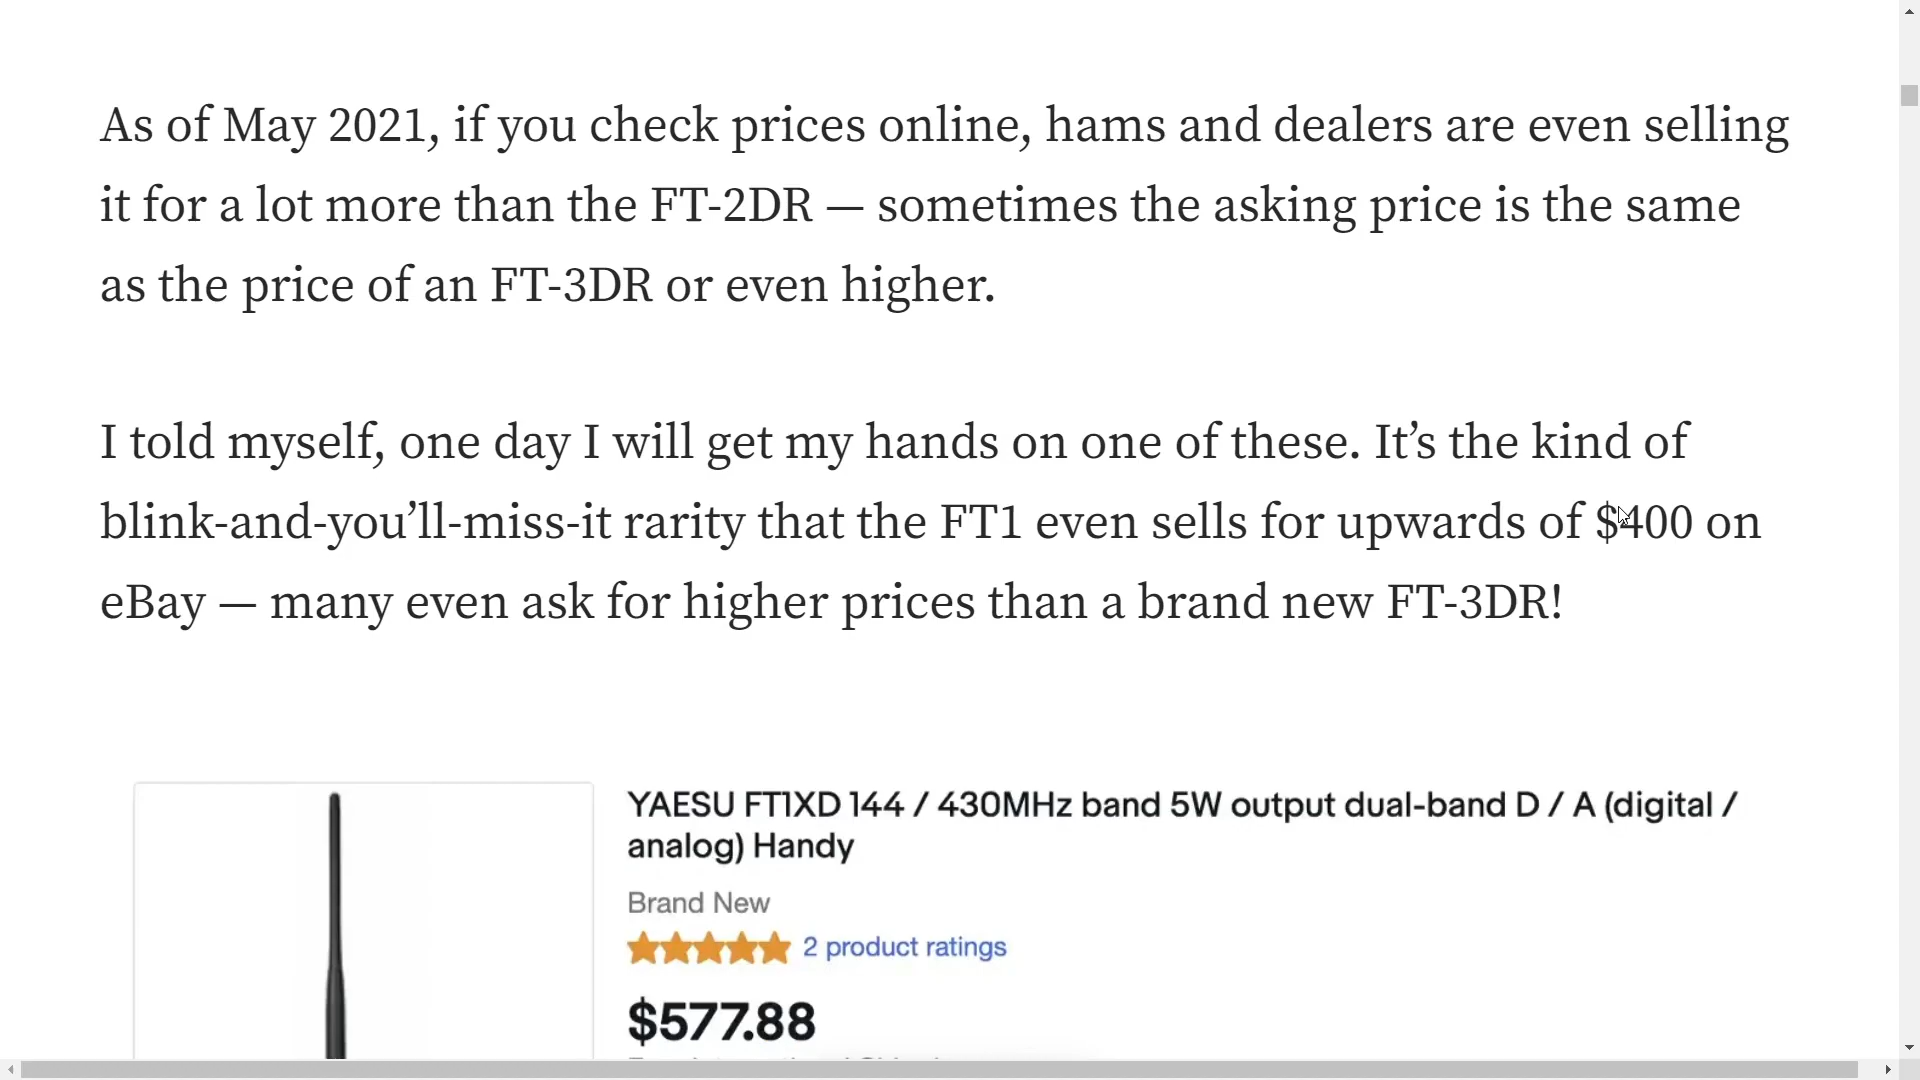 As of May 2021, if you check prices online, hams and dealers are even selling
it for a lot more than the FT-2DR — sometimes the asking price is the same
as the price of an FT-3DR or even higher.
I told myself, one day I will get my hands on one of these. It’s the kind of
blink-and-you’ll-miss-it rarity that the FT1 even sells for upwards of $400 on
eBay — many even ask for higher prices than a brand new FT-3DR!
YAESU FT1XD 144 / 430MHz band 5W output dual-band D / A (digital /
analog) Handy
Brand New
2 product ratings
$577.88